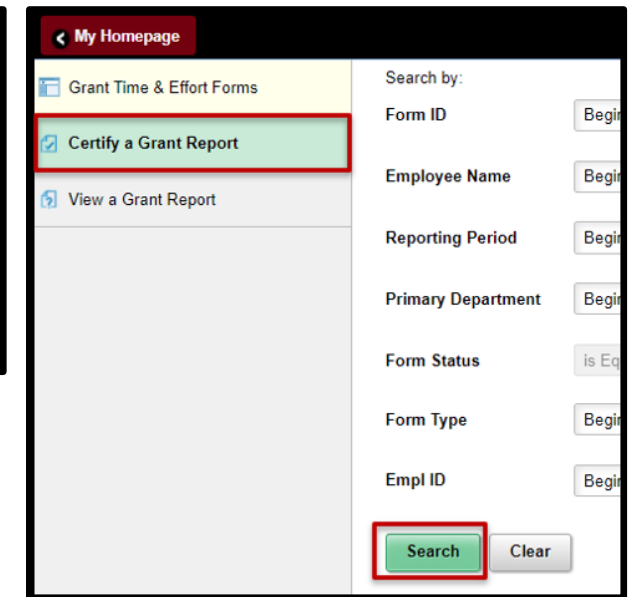 My Homepage
Grant Time & Effort Forms
Certify a Grant Report
View a Grant Report
Search by:
Form ID
Employee Name
Reporting Period
Primary Department
Form Status
Form Type
Empl ID
Search Clear